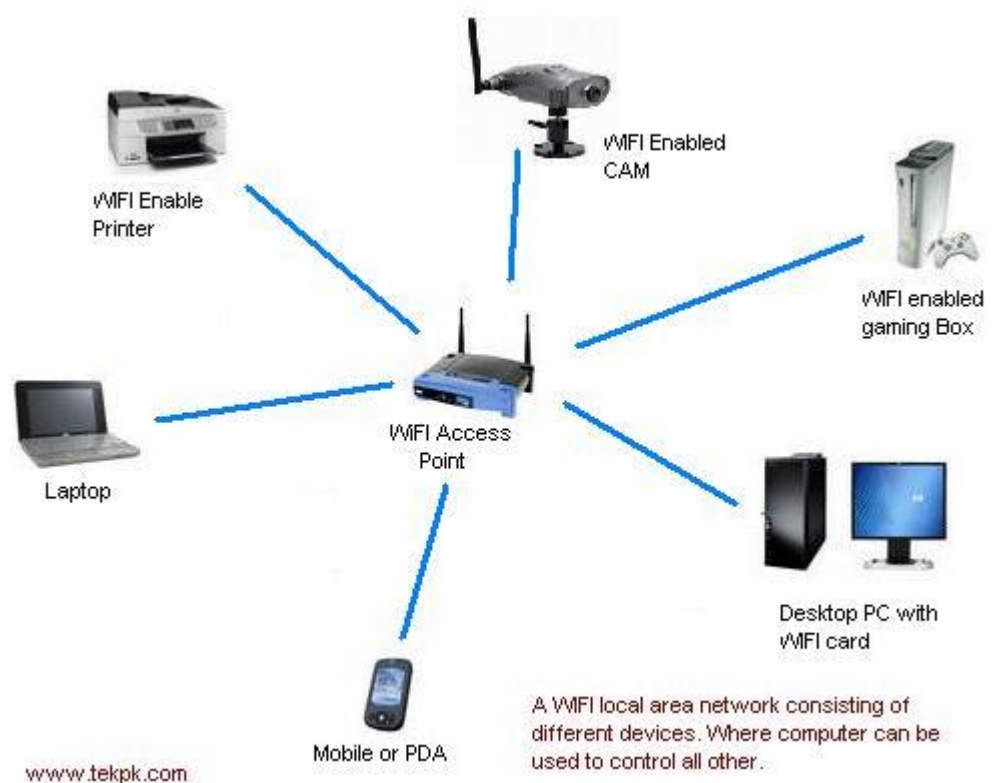 WIFI Enabled
CAM
WIFI Enable
Printer
WIFI enabled
gaming Box
WiFI Access
Point
Laptop
Desktop PC with
WIFI card
Mobile or PDA
A WIFI local area network consisting of
different devices. Where computer can be
used to control all other.
www.tekpk.com